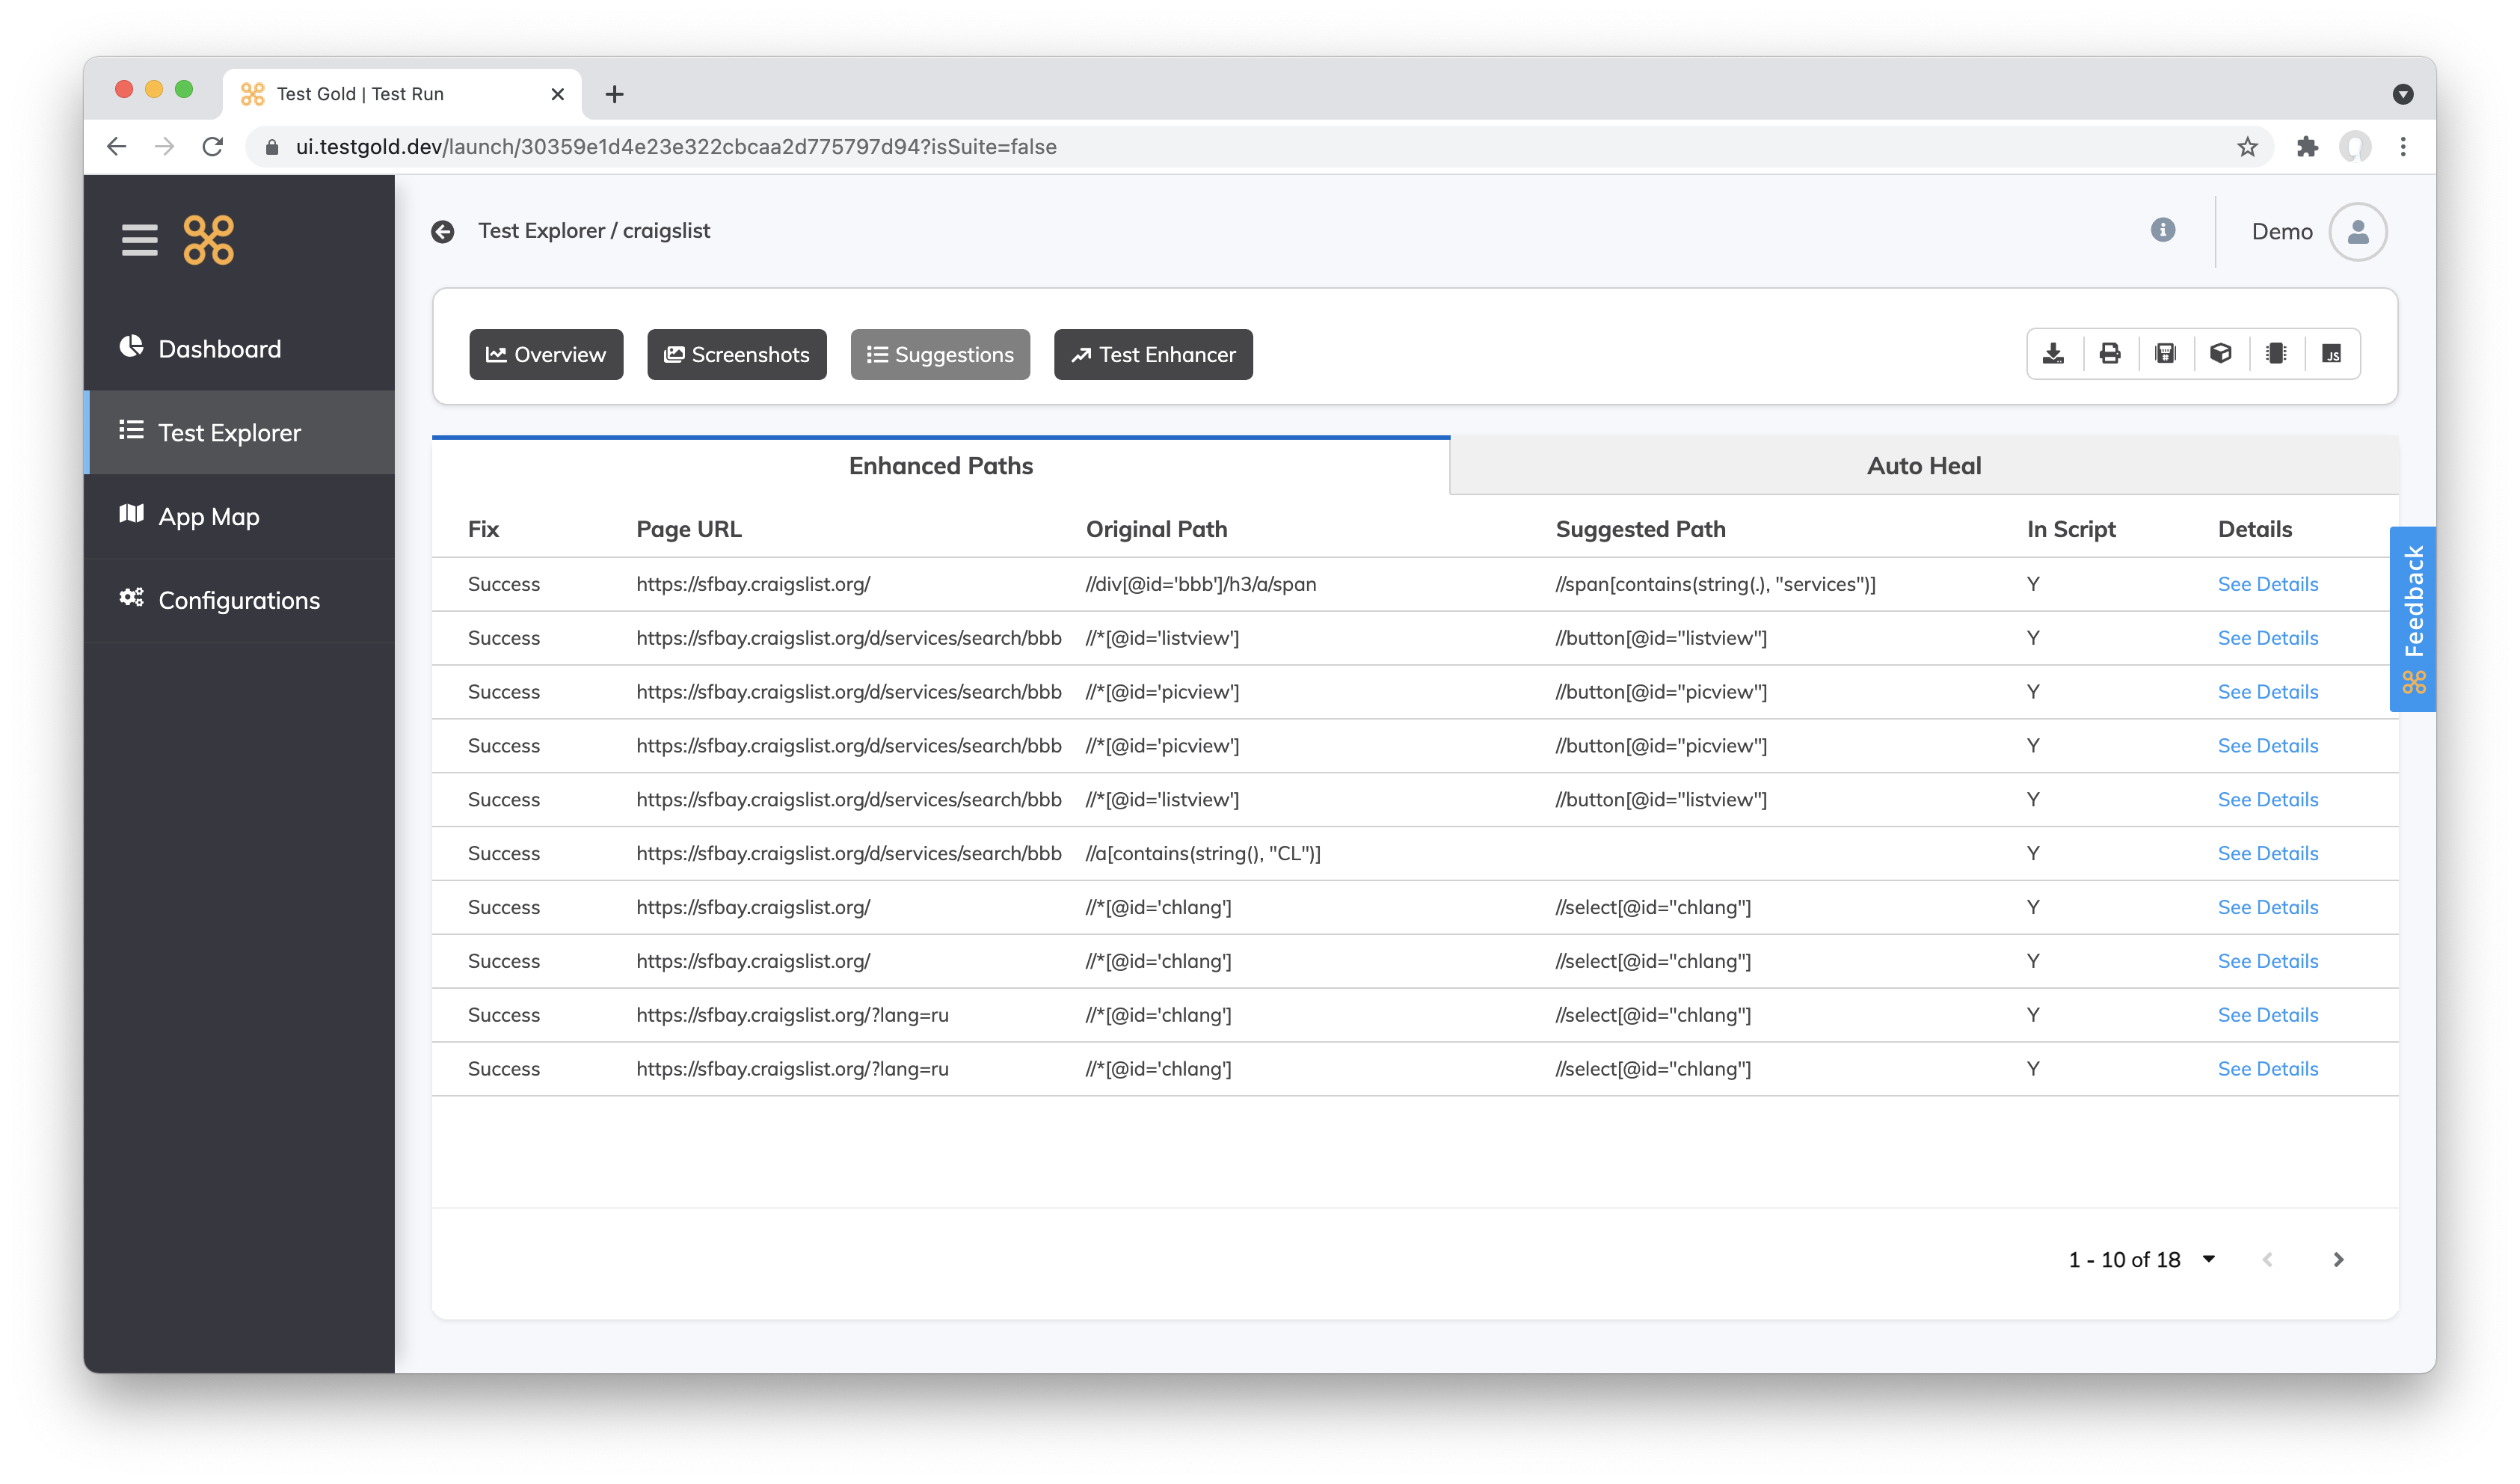 Test Gold | Test Run
ui.testgold.dev/launch/30359e1d4e23e322cbcaa2d775797d94?isSuite=false
Test Explorer / craigslist
Demo
Dashboard
Test Explorer
App Map
Configurations
Overview Screenshots Suggestions Test Enhancer
JS
Enhanced Paths Auto Heal
Fix Page URL Original Path Suggested Path In Script Details
Success https://sfbay.craigslist.org/ //div[@id='bbb']/h3/a/span //span[contains(string(.), "services")] Y See Details
Success https://sfbay.craigslist.org/d/services/search/bbb //*[@id='listview'] //button[@id="listview"] Y See Details
Success https://sfbay.craigslist.org/d/services/search/bbb //*[@id='picview'] //button[@id="picview"] Y See Details
Success https://sfbay.craigslist.org/d/services/search/bbb //*[@id='picview'] //button[@id="picview"] Y See Details
Success https://sfbay.craigslist.org/d/services/search/bbb //*[@id='listview'] //button[@id="listview"] Y See Details
Success https://sfbay.craigslist.org/d/services/search/bbb //a[contains(string(), "CL")] Y See Details
Success https://sfbay.craigslist.org/ //*[@id='chlang'] //select[@id="chlang"] Y See Details
Success https://sfbay.craigslist.org/ //*[@id='chlang'] //select[@id="chlang"] Y See Details
Success https://sfbay.craigslist.org/?lang=ru //*[@id='chlang'] //select[@id="chlang"] Y See Details
Success https://sfbay.craigslist.org/?lang=ru //*[@id='chlang'] //select[@id="chlang"] Y See Details
Feedback
1 - 10 of 18